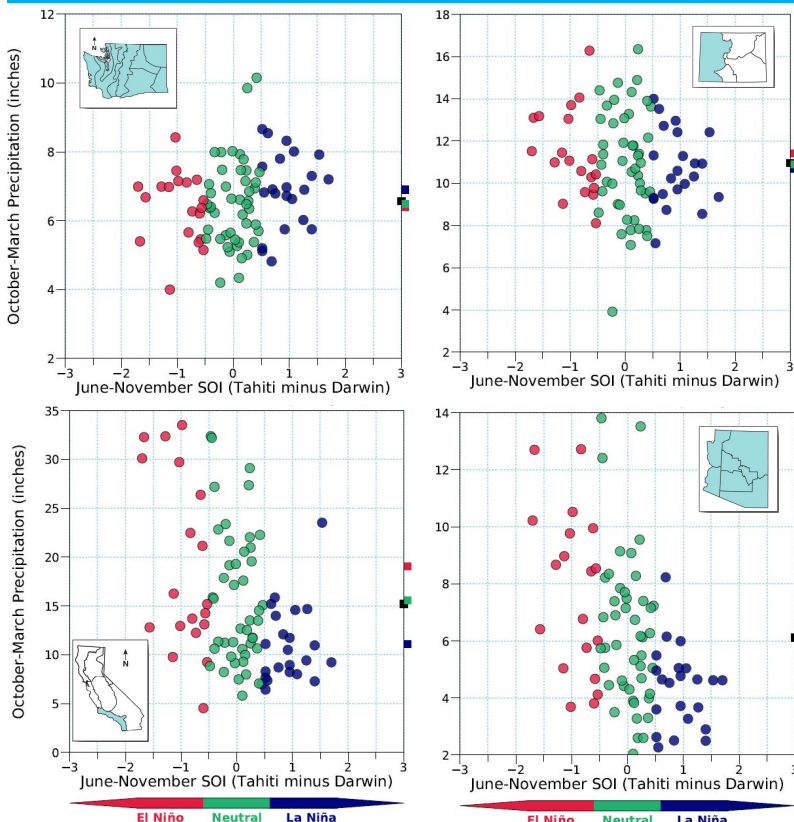 12
10
8
6
4
2
October-March Precipitation (inches)
N
−3 −2 −1 0 1 2 3
June-November SOI (Tahiti minus Darwin)
18
16
14
12
10
8
6
4
2
−3 −2 −1 0 1 2 3
June-November SOI (Tahiti minus Darwin)
35
30
25
20
15
10
5
0
October-March Precipitation (inches)
N
−3 −2 −1 0 1 2 3
June-November SOI (Tahiti minus Darwin)
El Niño Neutral La Niña
14
12
10
8
6
4
2
−3 −2 −1 0 1 2 3
June-November SOI (Tahiti minus Darwin)
El Niño Neutral La Niña